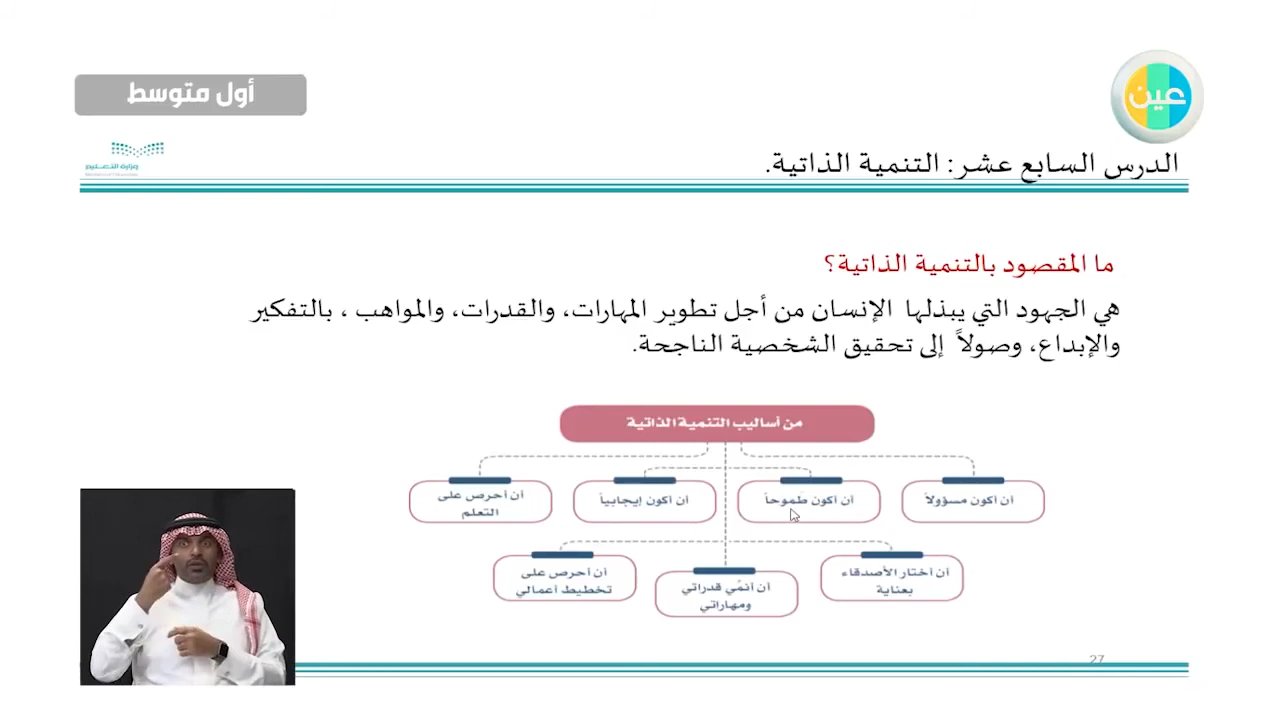 أول متوسط
عين
وزارة التعليم
الدرس السابع عشر: التنمية الذاتية.
ما المقصود بالتنمية الذاتية؟
هي الجهود التي يبذلها الإنسان من أجل تطوير المهارات، والقدرات، والمواهب ، بالتفكير
والإبداع، وصولاً إلى تحقيق الشخصية الناجحة.
من أساليب التنمية الذاتية
أن أكون مسؤولاً
أن أكون طَموحاً
أن أكون إيجابياً
أن أحرص على
التعلم
أن أختار الأصدقاء
بعناية
أن أنمّي قدراتي
ومهاراتي
أن أحرص على
تخطيط أعمالي
27